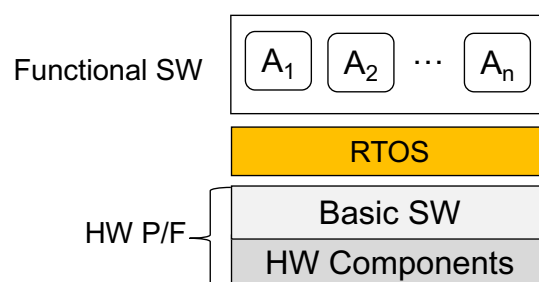 Functional SW
A₁ A₂ ⋯ Aₙ
RTOS
HW P/F
Basic SW
HW Components